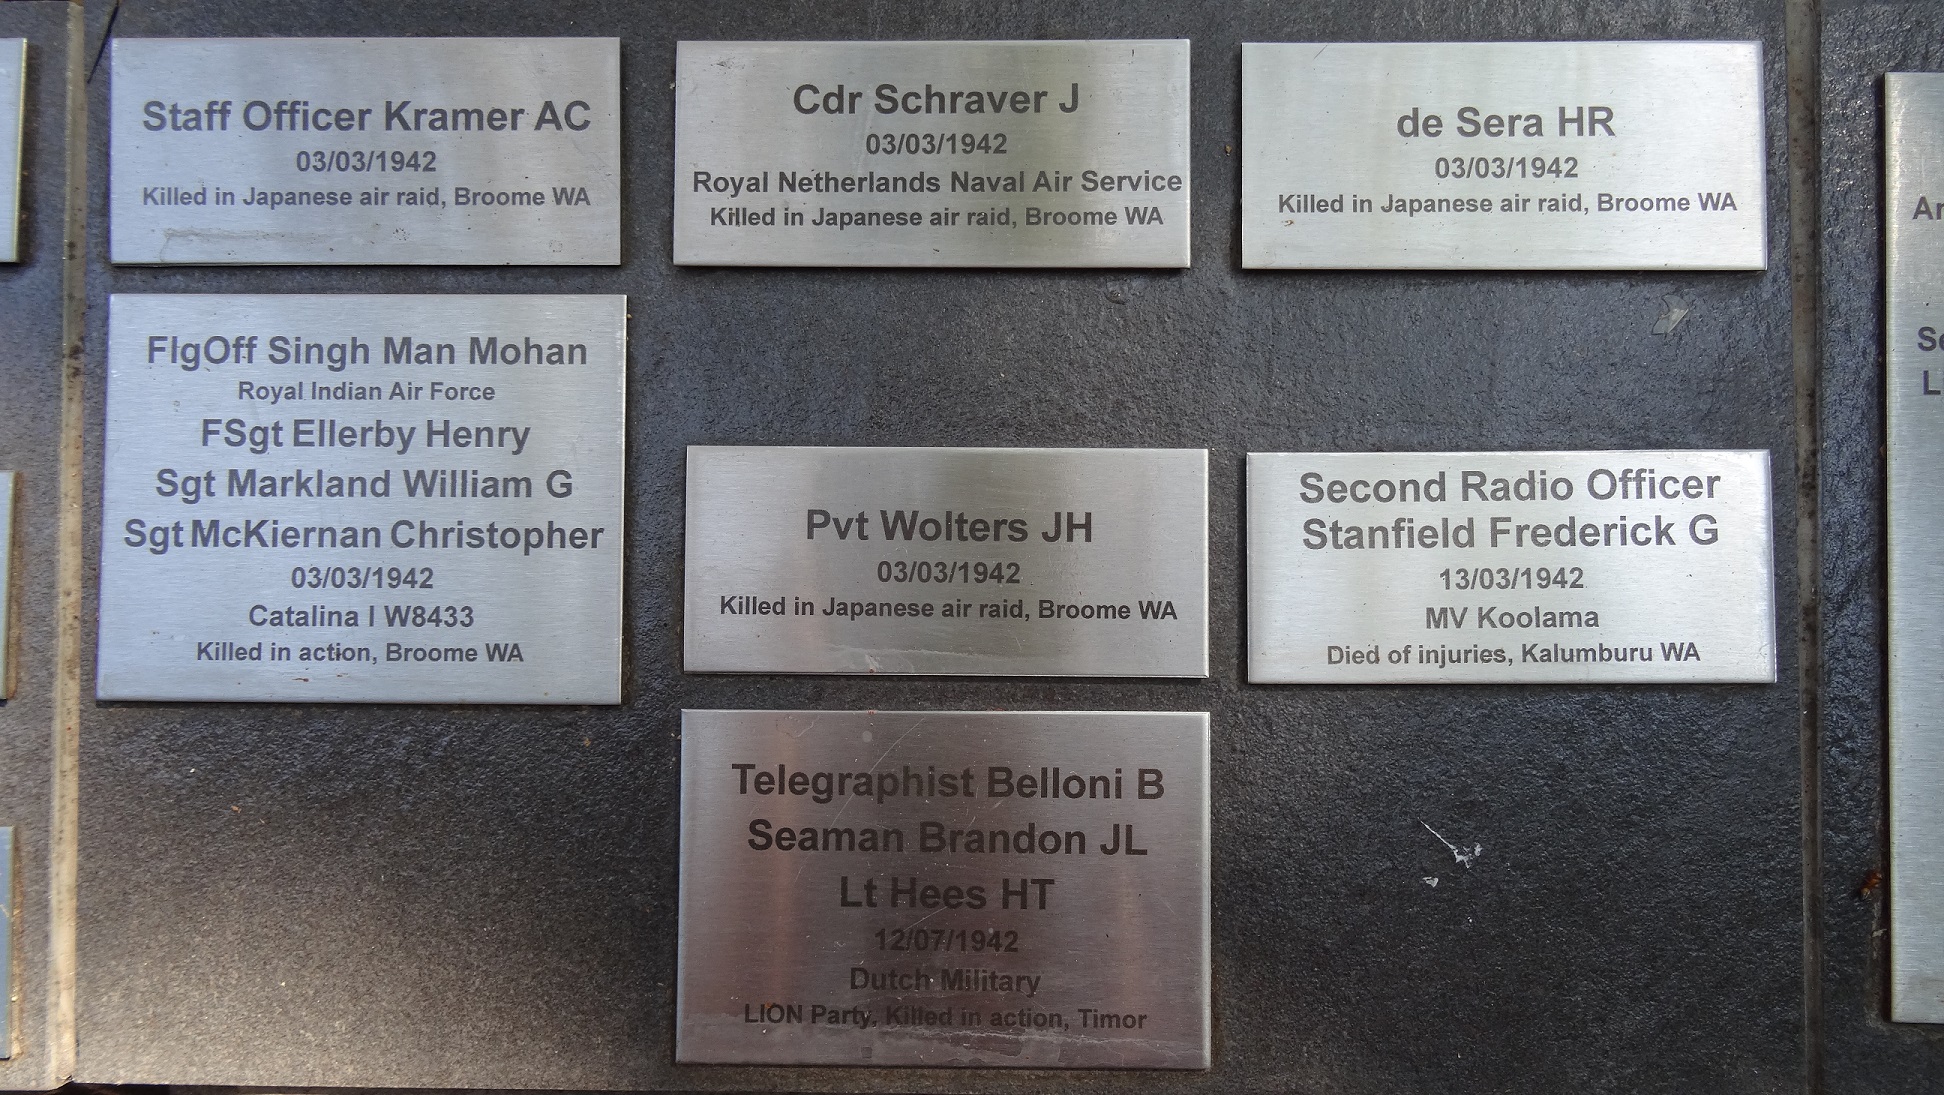 Staff Officer Kramer AC
03/03/1942
Killed in Japanese air raid, Broome WA
Cdr Schraver J
03/03/1942
Royal Netherlands Naval Air Service
Killed in Japanese air raid, Broome WA
de Sera HR
03/03/1942
Killed in Japanese air raid, Broome WA
FlgOff Singh Man Mohan
Royal Indian Air Force
FSgt Ellerby Henry
Sgt Markland William G
Sgt McKiernan Christopher
03/03/1942
Catalina I W8433
Killed in action, Broome WA
Pvt Wolters JH
03/03/1942
Killed in Japanese air raid, Broome WA
Second Radio Officer
Stanfield Frederick G
13/03/1942
MV Koolama
Died of injuries, Kalumburu WA
Telegraphist Belloni B
Seaman Brandon JL
Lt Hees HT
12/07/1942
Dutch Military
LION Party, Killed in action, Timor